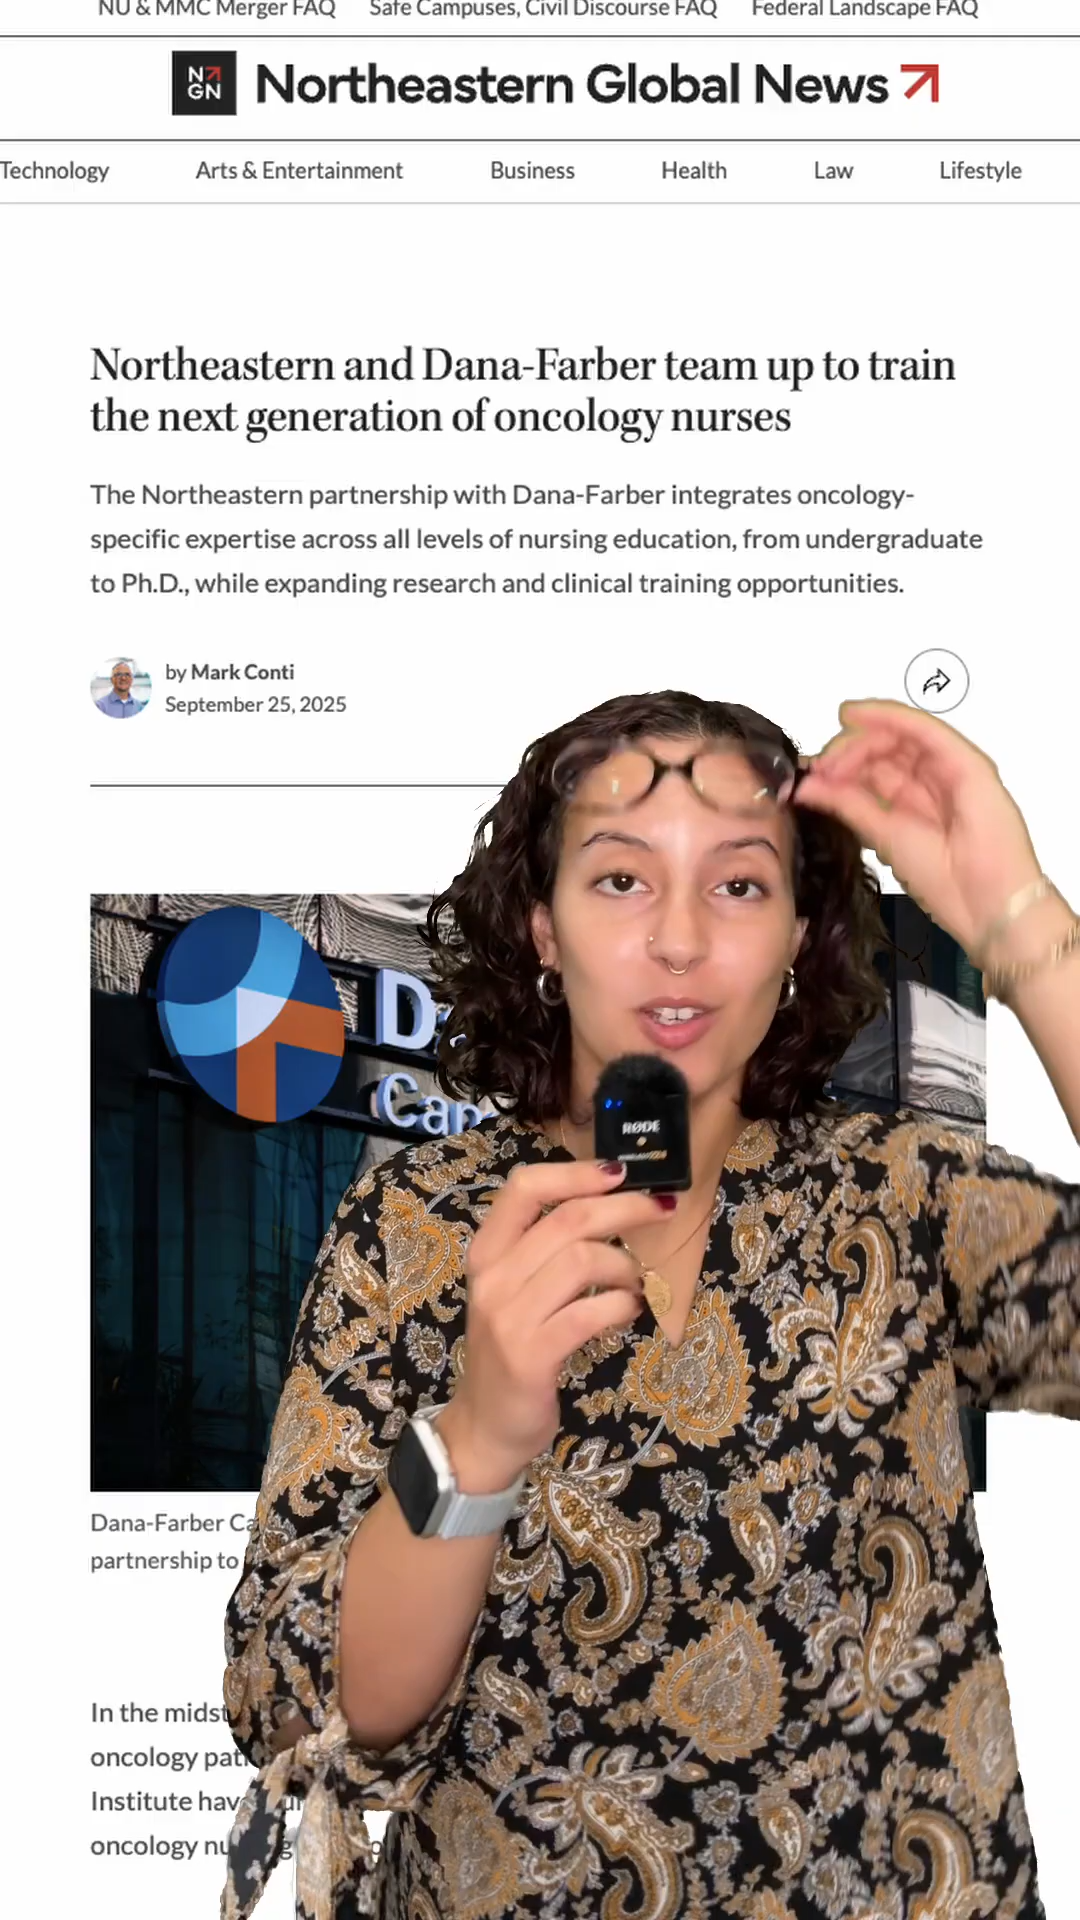 NU & MMC Merger FAQ Safe Campuses, Civil Discourse FAQ Federal Landscape FAQ
N
GN Northeastern Global News
Technology Arts & Entertainment Business Health Law Lifestyle
Northeastern and Dana-Farber team up to train
the next generation of oncology nurses
The Northeastern partnership with Dana-Farber integrates oncology-
specific expertise across all levels of nursing education, from undergraduate
to Ph.D., while expanding research and clinical training opportunities.
by Mark Conti
September 25, 2025
RØDE
Dana-Farber
partnership to
In the midst
oncology
Institute
oncology